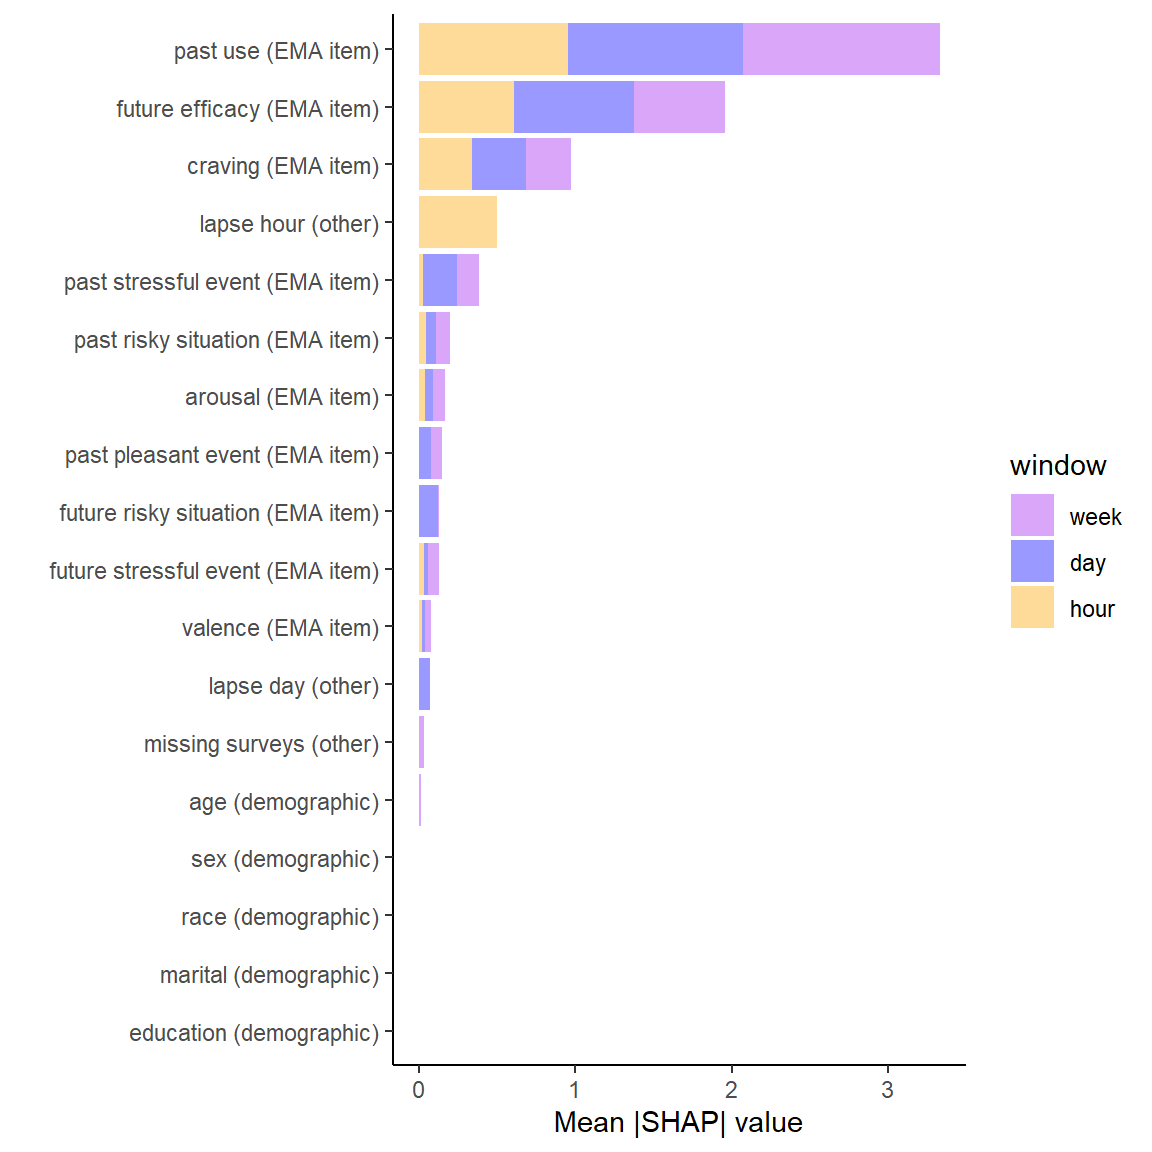 past use (EMA item)
future efficacy (EMA item)
craving (EMA item)
lapse hour (other)
past stressful event (EMA item)
past risky situation (EMA item)
arousal (EMA item)
past pleasant event (EMA item)
future risky situation (EMA item)
future stressful event (EMA item)
valence (EMA item)
lapse day (other)
missing surveys (other)
age (demographic)
sex (demographic)
race (demographic)
marital (demographic)
education (demographic)
0 1 2 3
Mean |SHAP| value
window
week
day
hour